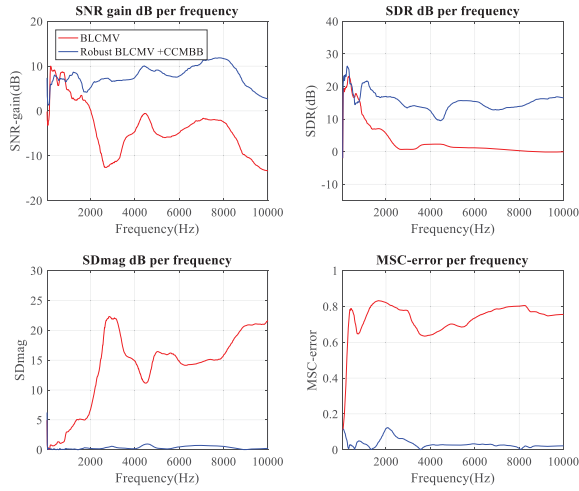 SNR gain dB per frequency
SNR-gain(dB)
20
10
0
-10
-20
BLCMV
Robust BLCMV +CCMBB
2000 4000 6000 8000 10000
Frequency(Hz)
SDR dB per frequency
SDR(dB)
40
30
20
10
0
-10
2000 4000 6000 8000 10000
Frequency(Hz)
SDmag dB per frequency
SDmag
30
25
20
15
10
5
0
2000 4000 6000 8000 10000
Frequency(Hz)
MSC-error per frequency
MSC-error
1
0.8
0.6
0.4
0.2
0
2000 4000 6000 8000 10000
Frequency(Hz)